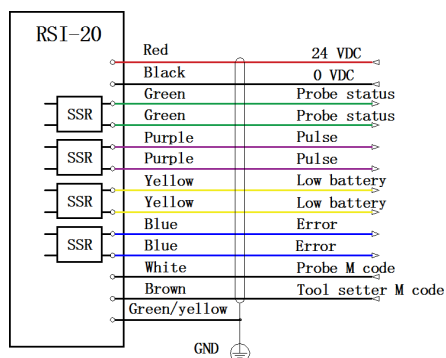 RSI-20
Red 24 VDC
Black 0 VDC
Green Probe status
SSR
Green Probe status
Purple Pulse
SSR
Purple Pulse
Yellow Low battery
SSR
Yellow Low battery
Blue Error
SSR
Blue Error
White Probe M code
Brown Tool setter M code
Green/yellow
GND